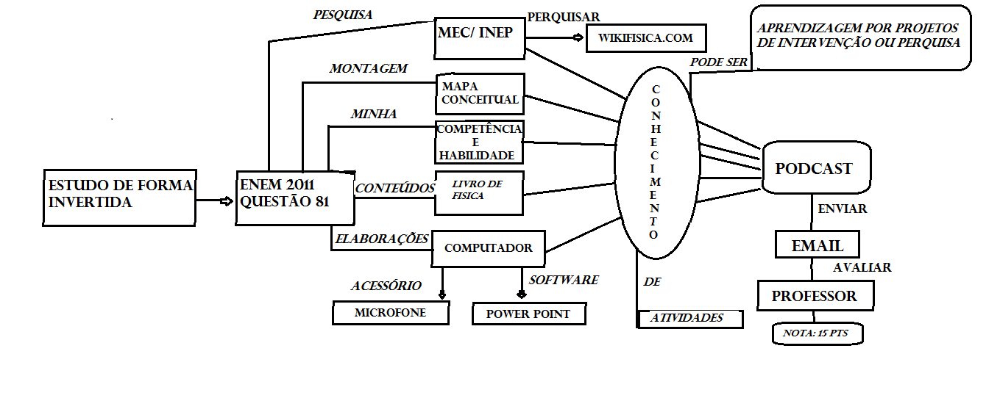 PESQUISA
MEC/ INEP
PERQUISAR
WIKIFISICA.COM
APRENDIZAGEM POR PROJETOS
DE INTERVENÇÃO OU PERQUISA
PODE SER
MONTAGEM
MAPA
CONCEITUAL
MINHA
COMPETÊNCIA
E
HABILIDADE
ESTUDO DE FORMA
INVERTIDA
ENEM 2011
QUESTÃO 81
CONTEÚDOS
LIVRO DE
FISICA
ELABORAÇÕES
COMPUTADOR
ACESSÓRIO
SOFTWARE
MICROFONE
POWER POINT
CONHECIMENTO
DE
ATIVIDADES
PODCAST
ENVIAR
EMAIL
AVALIAR
PROFESSOR
NOTA: 15 PTS